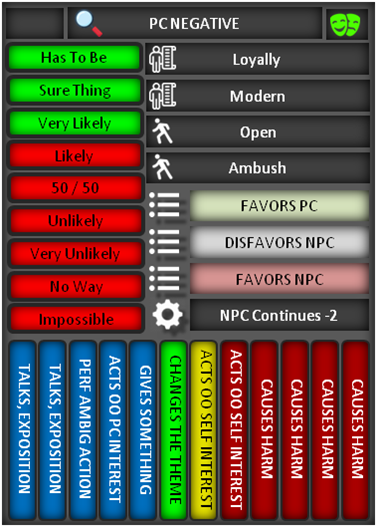 PC NEGATIVE
Has To Be
Loyally
Sure Thing
Modern
Very Likely
Open
Likely
Ambush
50 / 50
FAVORS PC
Unlikely
DISFAVORS NPC
Very Unlikely
FAVORS NPC
No Way
NPC Continues -2
Impossible
TALKS, EXPOSITION
TALKS, EXPOSITION
PERF AMBIG ACTION
ACTS OO PC INTEREST
GIVES SOMETHING
CHANGES THE THEME
ACTS OO SELF INTEREST
ACTS OO SELF INTEREST
CAUSES HARM
CAUSES HARM
CAUSES HARM
CAUSES HARM